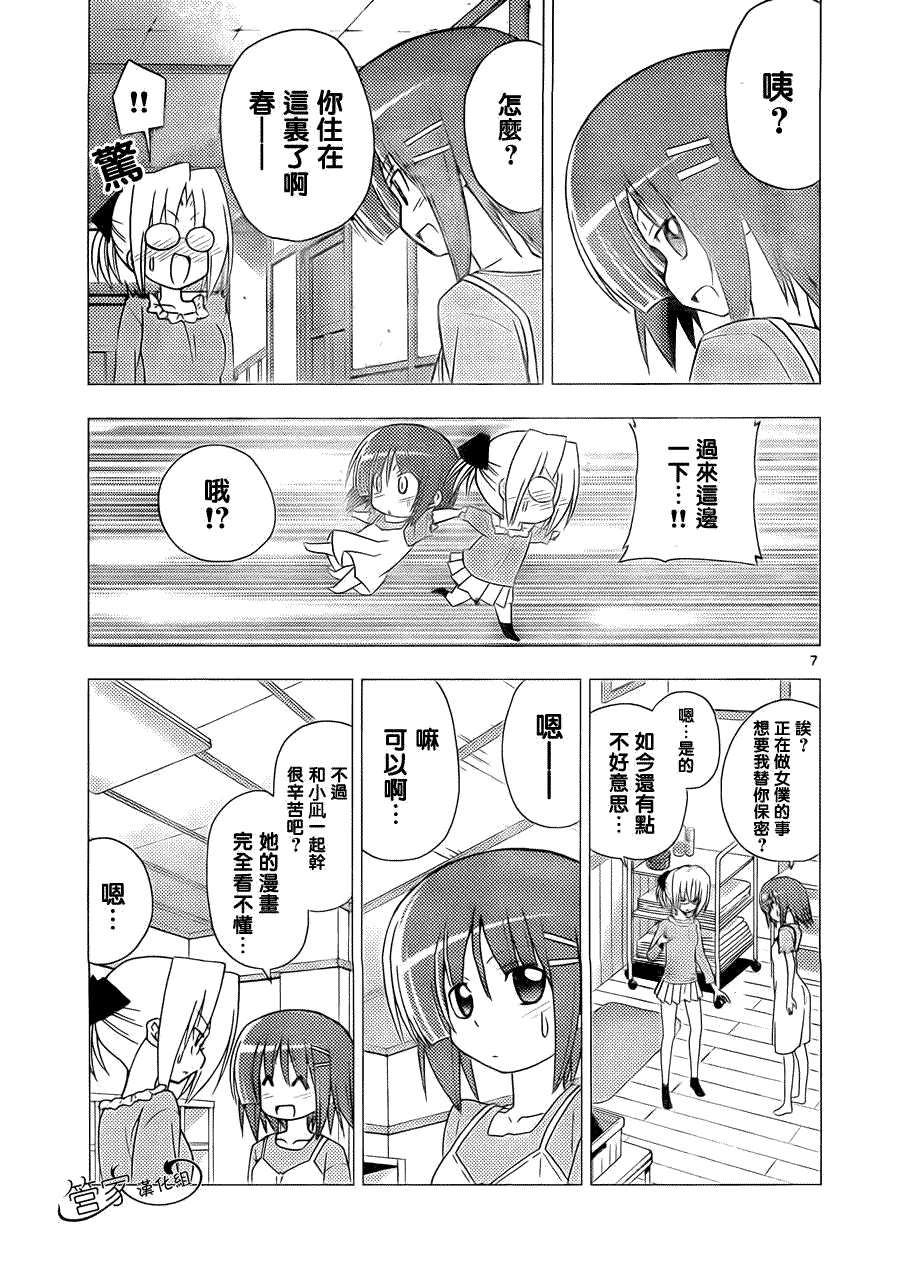 咦?
怎麼?
你住在
這裏了啊
春——
!!
驚
過來這邊
一下…!!
哦
!?
7
誒?
正在做女僕的事
想要我替你保密?
嗯…是的
如今還有點
不好意思…
嗯——
嘛
可以啊…
不過
和小凪一起幹
很辛苦吧?
她的漫畫
完全看不懂…
嗯…
管家
漢化組